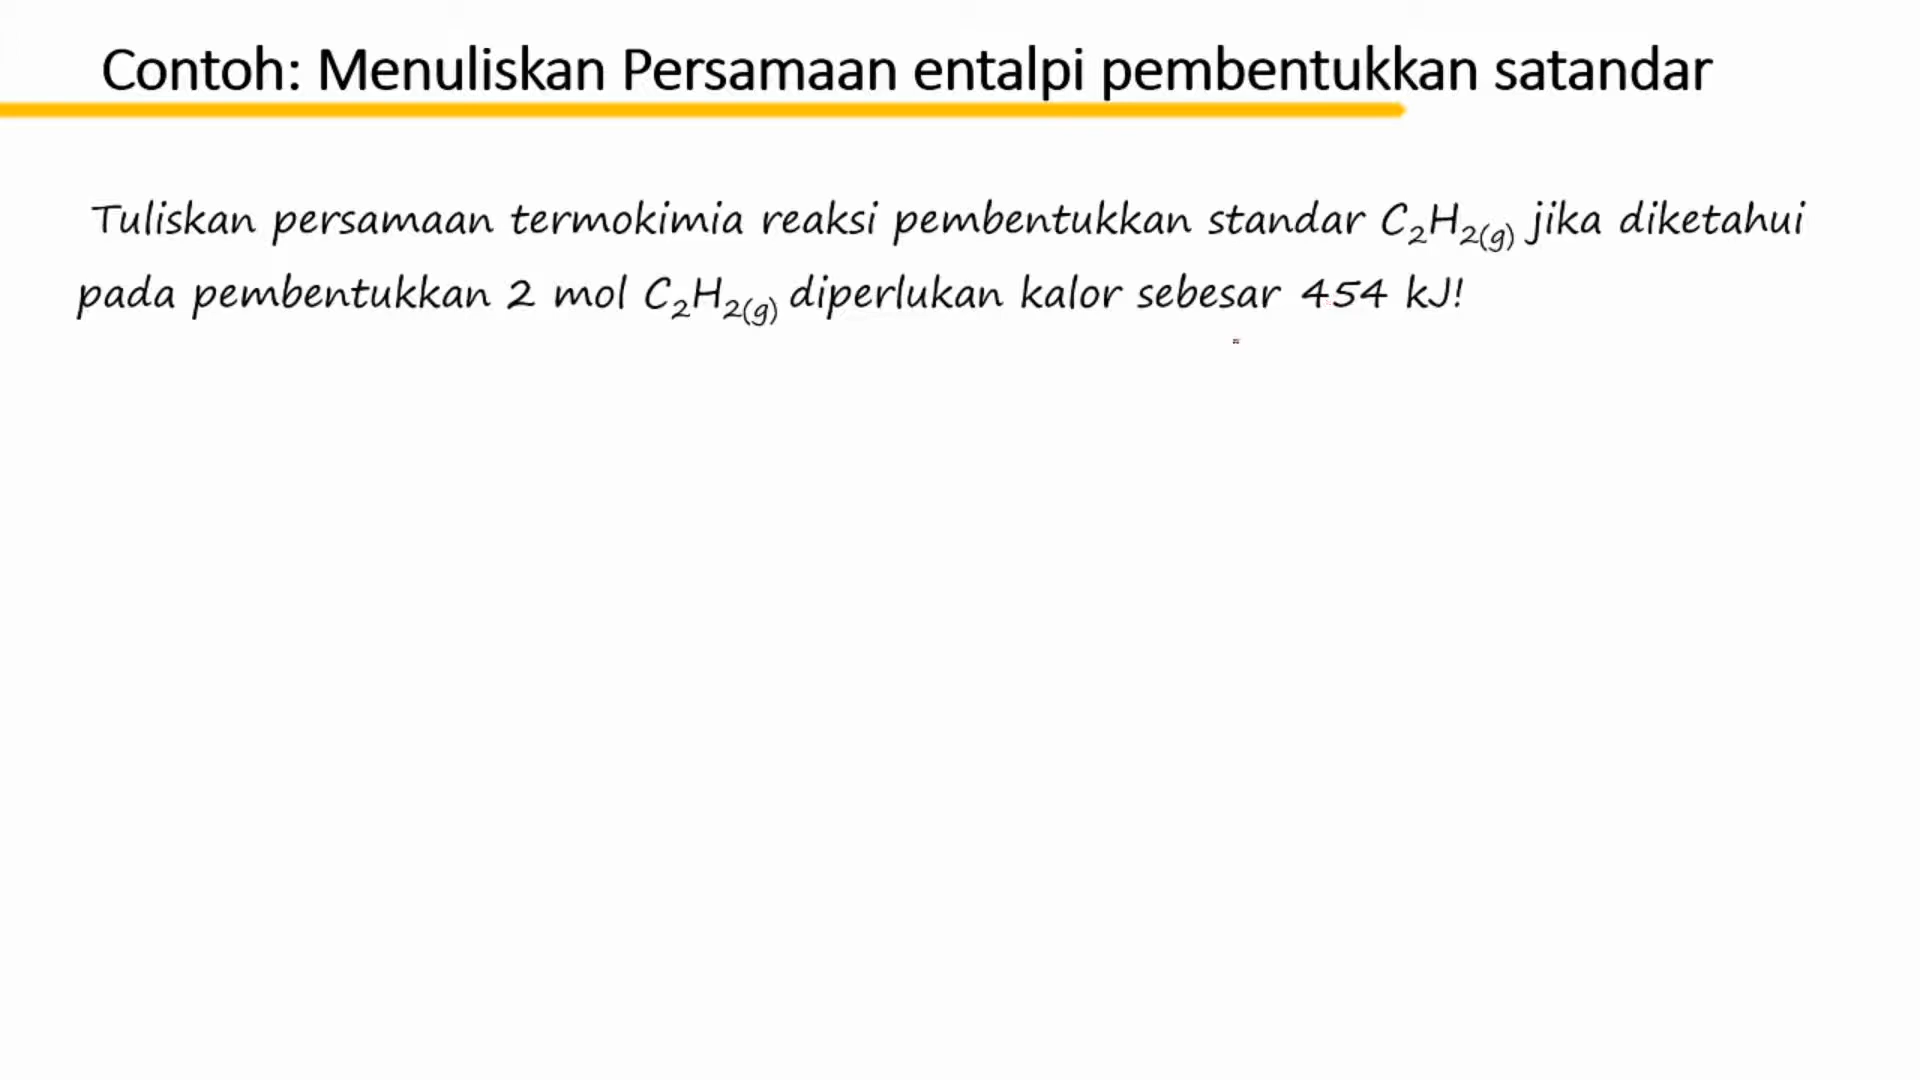 Contoh: Menuliskan Persamaan entalpi pembentukkan satandar
Tuliskan persamaan termokimia reaksi pembentukkan standar C₂H₂₍g₎ jika diketahui
pada pembentukkan 2 mol C₂H₂₍g₎ diperlukan kalor sebesar 454 kJ!